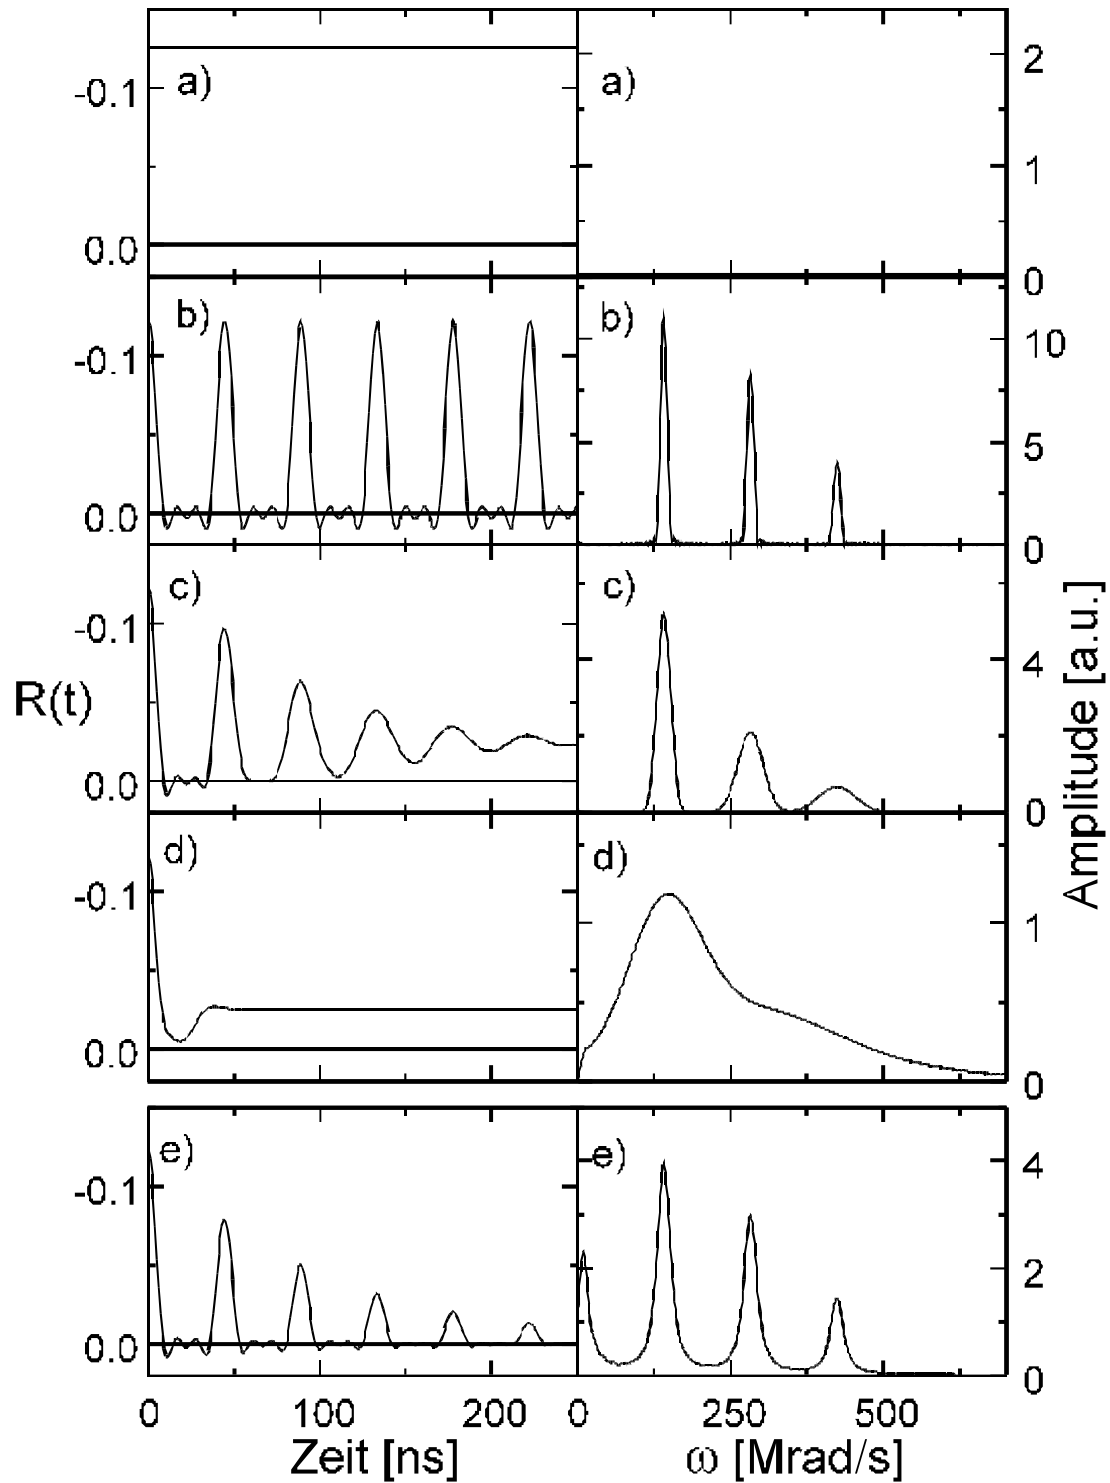 a)
a)
2
-0.1
1
0.0
0
b)
b)
-0.1
10
5
0.0
0
c)
c)
-0.1
4
R(t)
Amplitude [a.u.]
0.0
0
d)
d)
-0.1
1
0.0
0
e)
e)
4
-0.1
2
0.0
0
0 100 200 0 250 500
Zeit [ns] ω [Mrad/s]